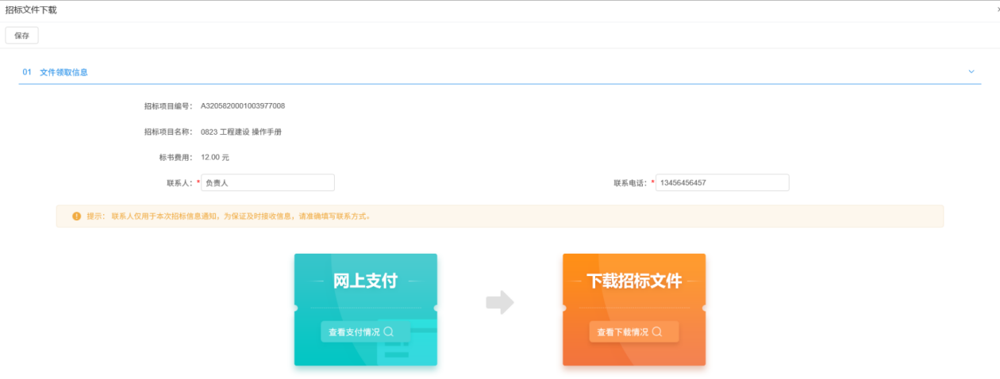 招标文件下载
保存
01 文件领取信息
招标项目编号： A3205820001003977008
招标项目名称： 0823 工程建设 操作手册
标书费用： 12.00 元
联系人：* 负责人 联系电话：* 13456456457
提示： 联系人仅用于本次招标信息通知，为保证及时接收信息，请准确填写联系方式。
网上支付 下载招标文件
查看支付情况 查看下载情况